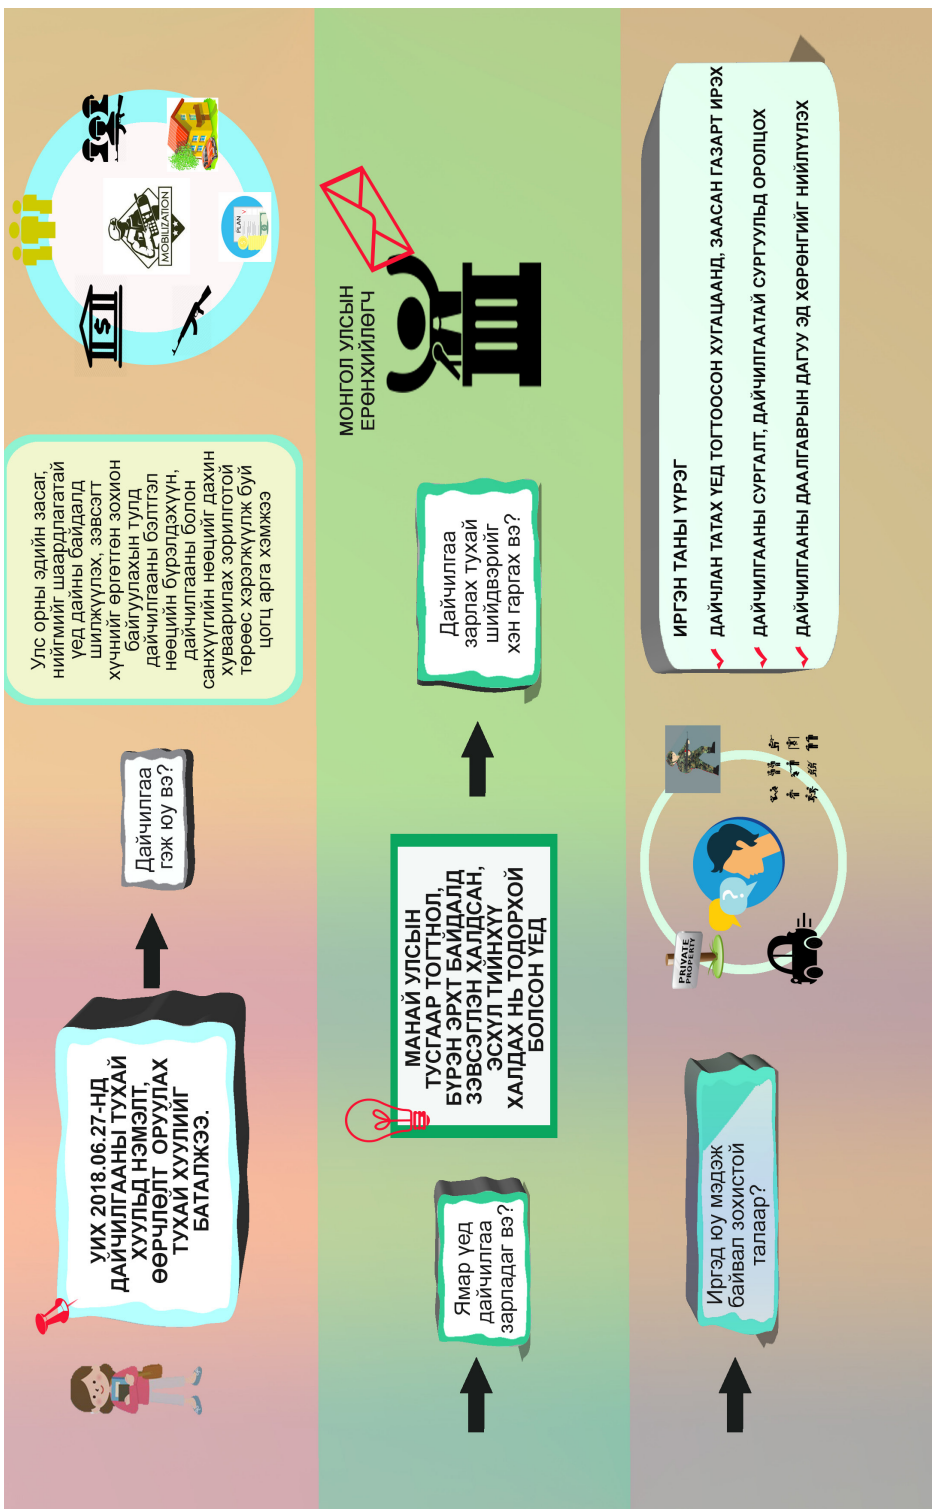 УИХ 2018.06.27-НД
ДАЙЧИЛГААНЫ ТУХАЙ
ХУУЛЬД НЭМЭЛТ,
ӨӨРЧЛӨЛТ ОРУУЛАХ
ТУХАЙ ХУУЛИЙГ
БАТАЛЖЭЭ.
Дайчилгаа
гэж юу вэ?
Улс орны эдийн засаг,
нийгмийг шаардлагатай
үед дайны байдалд
шилжүүлэх, зэвсэгт
хүчнийг өргөтгөн зохион
байгуулахын тулд
дайчилгааны бэлтгэл
нөөцийн бүрэлдэхүүн,
дайчилгааны болон
санхүүгийн нөөцийг дахин
хуваарилах зорилготой
төрөөс хэрэгжүүлж буй
цогц арга хэмжээ
MOBILIZATION
PLAN
$
Ямар үед
дайчилгаа
зарладаг вэ?
МАНАЙ УЛСЫН
ТУСГААР ТОГТНОЛ,
БҮРЭН ЭРХТ БАЙДАЛД
ЗЭВСЭГЛЭН ХАЛДСАН,
ЭСХҮЛ ТИЙНХҮҮ
ХАЛДАХ НЬ ТОДОРХОЙ
БОЛСОН ҮЕД
Дайчилгаа
зарлах тухай
шийдвэрийг
хэн гаргах вэ?
МОНГОЛ УЛСЫН
ЕРӨНХИЙЛӨГЧ
Иргэд юу мэдэж
байвал зохистой
талаар?
PRIVATE
PROPERTY
?
ИРГЭН ТАНЫ ҮҮРЭГ
ДАЙЧЛАН ТАТАХ ҮЕД ТОГТООСОН ХУГАЦААНД, ЗААСАН ГАЗАРТ ИРЭХ
ДАЙЧИЛГААНЫ СУРГАЛТ, ДАЙЧИЛГААТАЙ СУРГУУЛЬД ОРОЛЦОХ
ДАЙЧИЛГААНЫ ДААЛГАВРЫН ДАГУУ ЭД ХӨРӨНГИЙГ НИЙЛҮҮЛЭХ